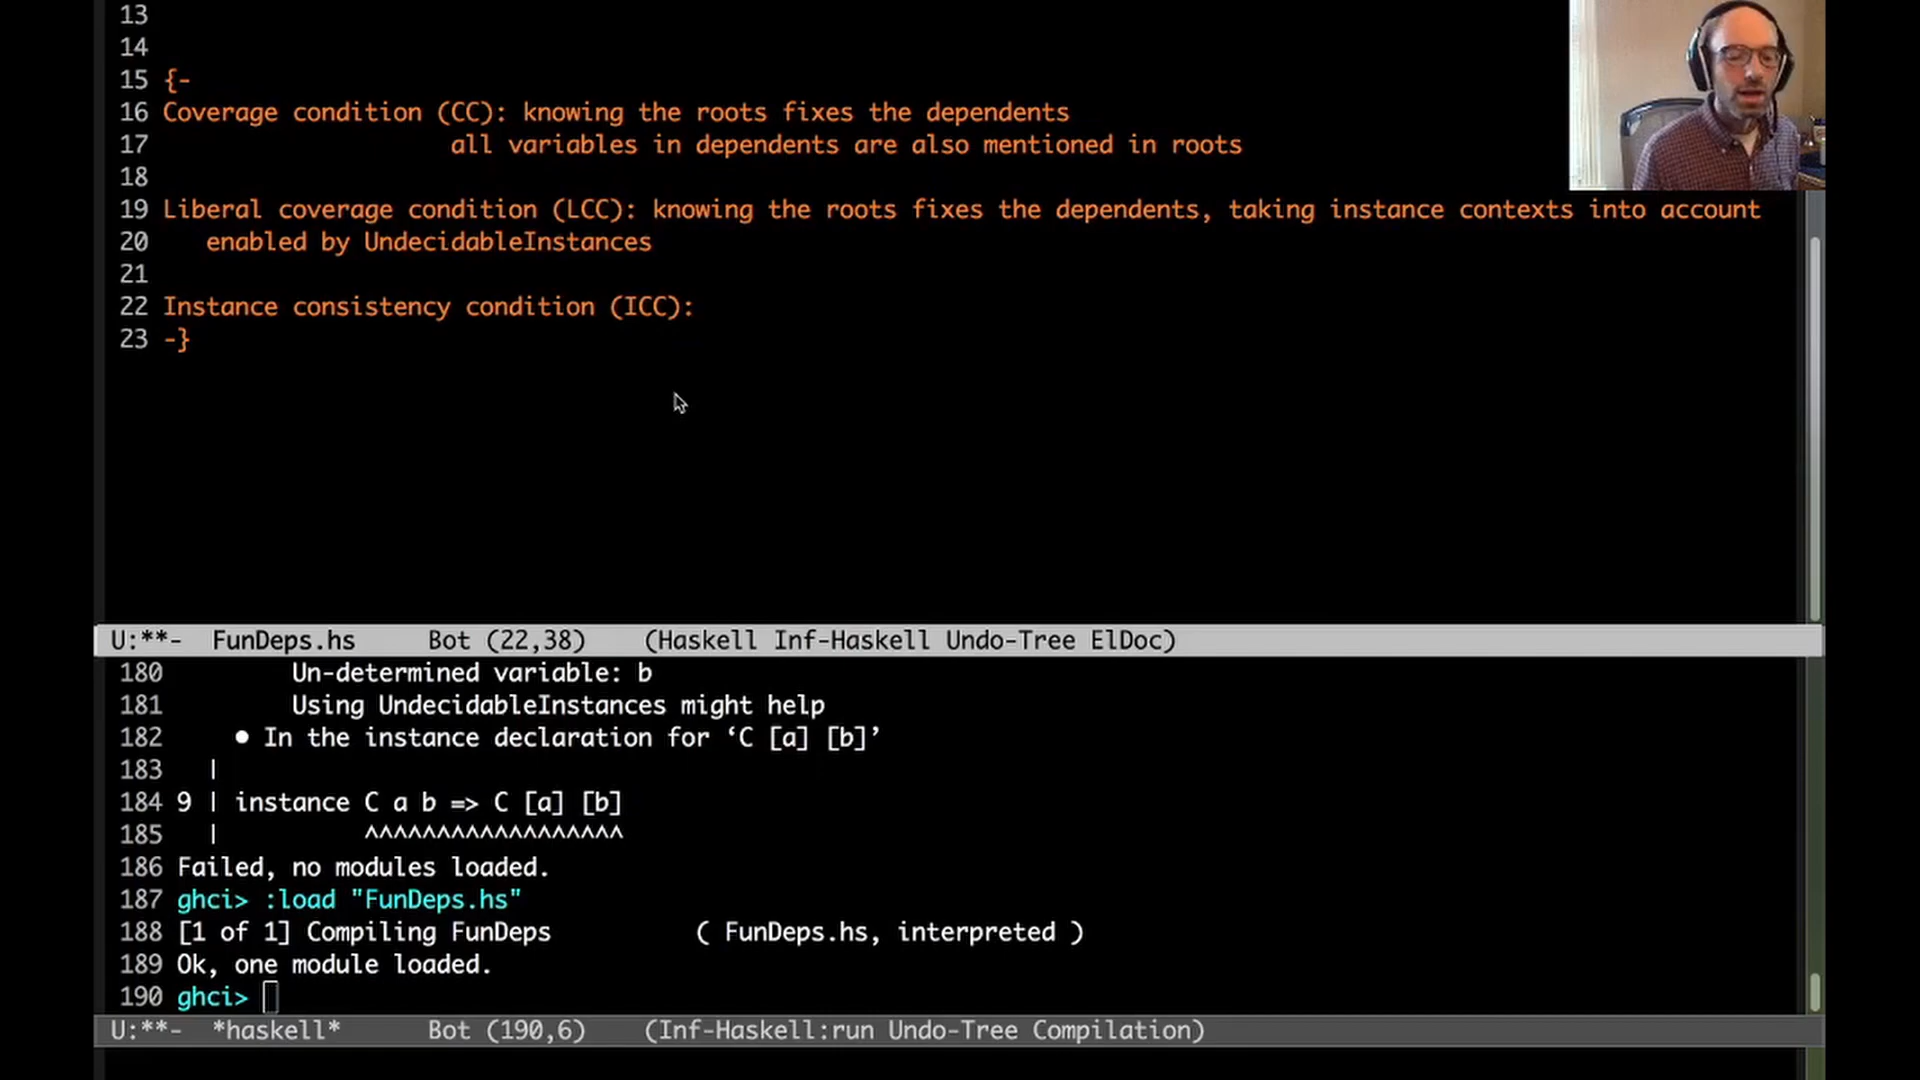 13
14
15 {-
16 Coverage condition (CC): knowing the roots fixes the dependents
17 all variables in dependents are also mentioned in roots
18
19 Liberal coverage condition (LCC): knowing the roots fixes the dependents, taking instance contexts into account
20 enabled by UndecidableInstances
21
22 Instance consistency condition (ICC):
23 -}
U:**- FunDeps.hs Bot (22,38) (Haskell Inf-Haskell Undo-Tree ElDoc)
180 Un-determined variable: b
181 Using UndecidableInstances might help
182 • In the instance declaration for ‘C [a] [b]’
183 |
184 9 | instance C a b => C [a] [b]
185 | ^^^^^^^^^^^^^^^^^^
186 Failed, no modules loaded.
187 ghci> :load "FunDeps.hs"
188 [1 of 1] Compiling FunDeps ( FunDeps.hs, interpreted )
189 Ok, one module loaded.
190 ghci>
U:**- *haskell* Bot (190,6) (Inf-Haskell:run Undo-Tree Compilation)